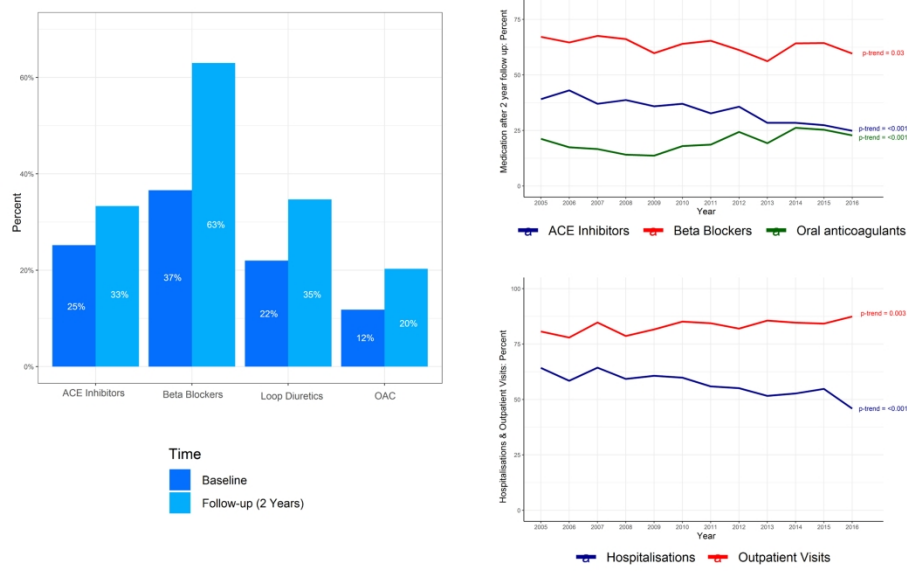 60%
40%
20%
0%
Percent
25%
33%
37%
63%
22%
35%
12%
20%
ACE Inhibitors
Beta Blockers
Loop Diuretics
OAC
Time
Baseline
Follow-up (2 Years)
Medication after 2 year follow up: Percent
75
50
25
0
p-trend = 0.03
p-trend = <0.001
p-trend = <0.001
2005 2006 2007 2008 2009 2010 2011 2012 2013 2014 2015 2016
Year
a ACE Inhibitors a Beta Blockers a Oral anticoagulants
Hospitalisations & Outpatient Visits: Percent
100
75
50
25
0
p-trend = 0.003
p-trend = <0.001
2005 2006 2007 2008 2009 2010 2011 2012 2013 2014 2015 2016
Year
a Hospitalisations a Outpatient Visits